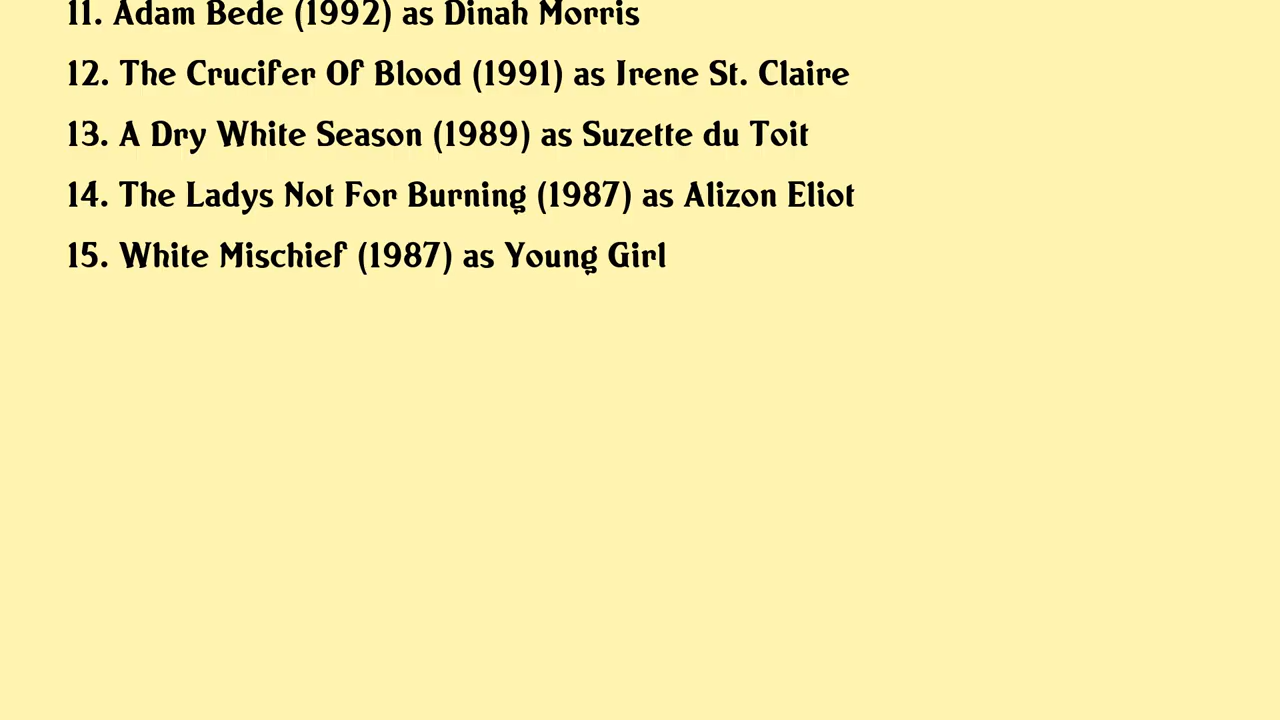 11. Adam Bede (1992) as Dinah Morris
12. The Crucifer Of Blood (1991) as Irene St. Claire
13. A Dry White Season (1989) as Suzette du Toit
14. The Ladys Not For Burning (1987) as Alizon Eliot
15. White Mischief (1987) as Young Girl